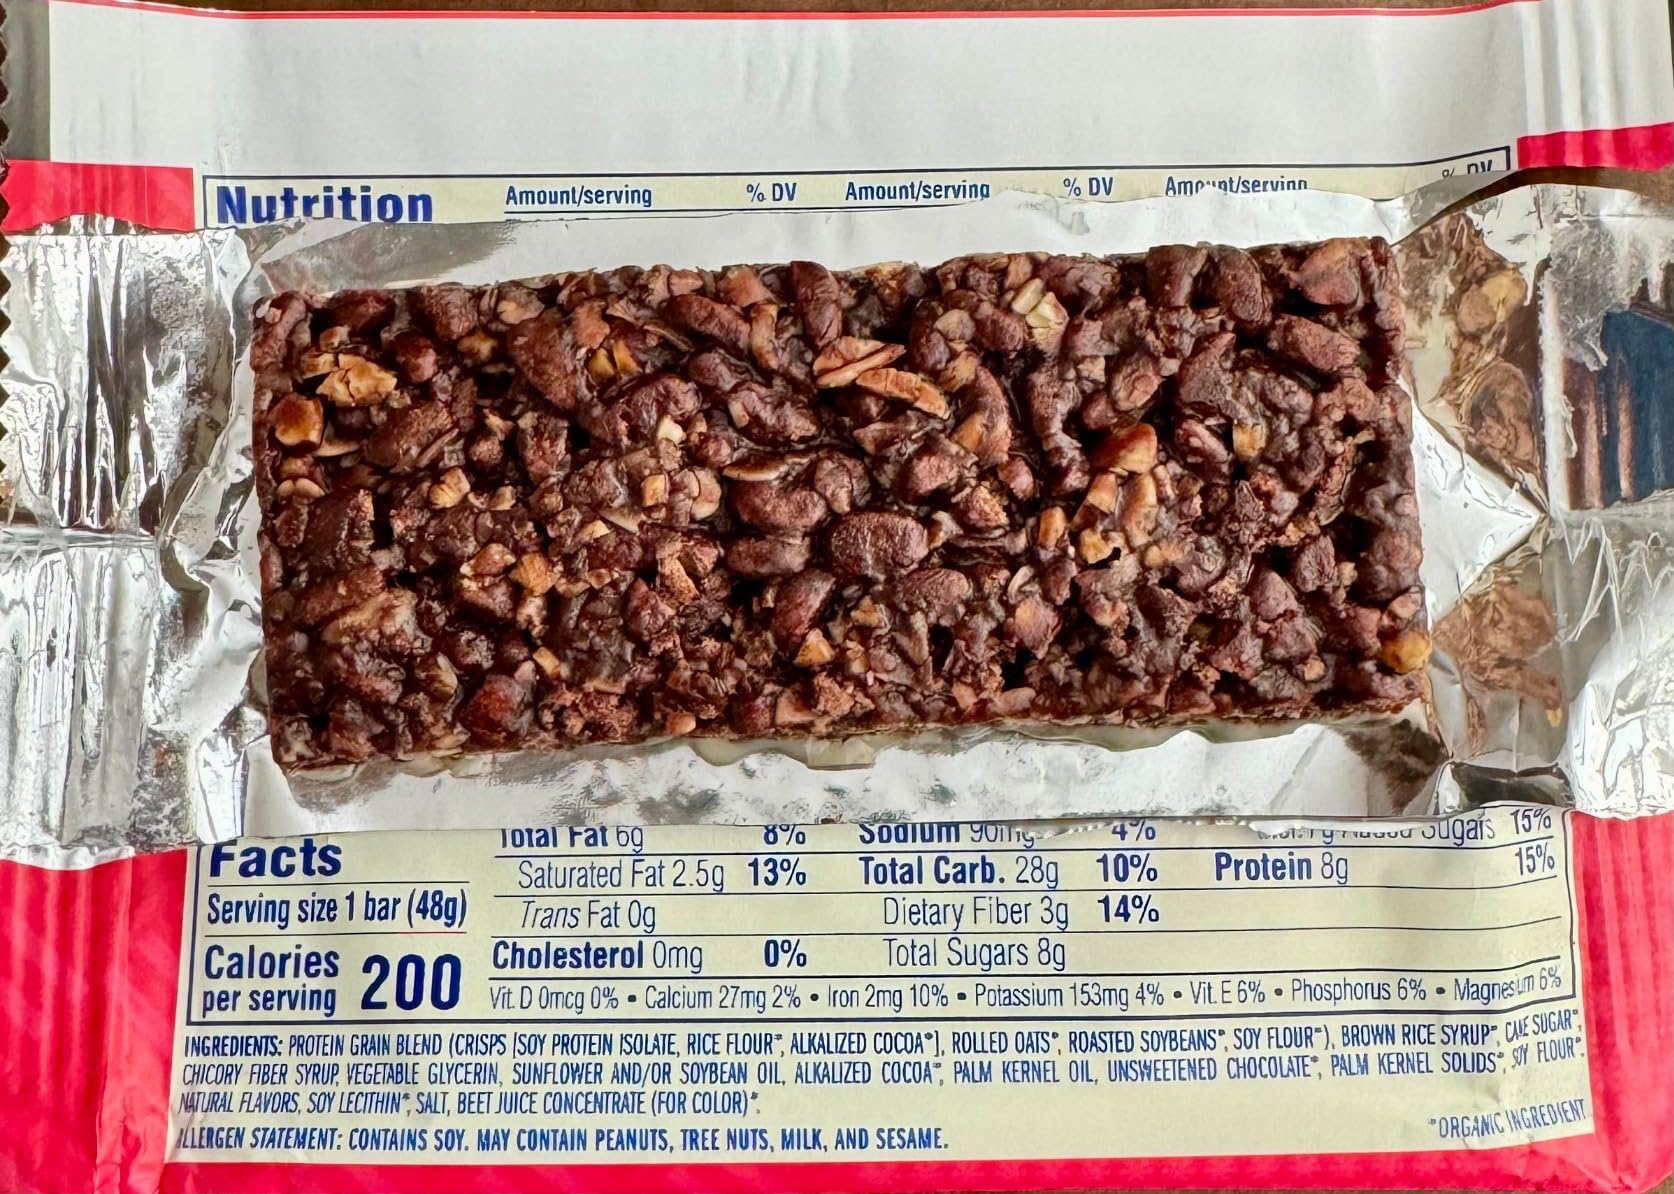 Nutrition
Amount/serving % DV Amount/serving % DV Amount/serving % DV
Facts
Serving size 1 bar (48g)
Calories per serving 200
Total Fat 6g 8%
Saturated Fat 2.5g 13%
Trans Fat 0g
Cholesterol 0mg 0%
Sodium 90mg 4%
Total Carb. 28g 10%
Dietary Fiber 3g 14%
Total Sugars 8g
Sugars 15%
Protein 8g 15%
Vit. D 0mcg 0% • Calcium 27mg 2% • Iron 2mg 10% • Potassium 153mg 4% • Vit. E 6% • Phosphorus 6% • Magnesium 6%
INGREDIENTS: PROTEIN GRAIN BLEND (CRISPS [SOY PROTEIN ISOLATE, RICE FLOUR*, ALKALIZED COCOA*], ROLLED OATS*, ROASTED SOYBEANS*, SOY FLOUR*), BROWN RICE SYRUP*, CANE SUGAR*,
CHICORY FIBER SYRUP, VEGETABLE GLYCERIN, SUNFLOWER AND/OR SOYBEAN OIL, ALKALIZED COCOA*, PALM KERNEL OIL, UNSWEETENED CHOCOLATE*, PALM KERNEL SOLIDS*, SOY FLOUR*,
NATURAL FLAVORS, SOY LECITHIN*, SALT, BEET JUICE CONCENTRATE (FOR COLOR)*.
ALLERGEN STATEMENT: CONTAINS SOY. MAY CONTAIN PEANUTS, TREE NUTS, MILK, AND SESAME.
*ORGANIC INGREDIENT